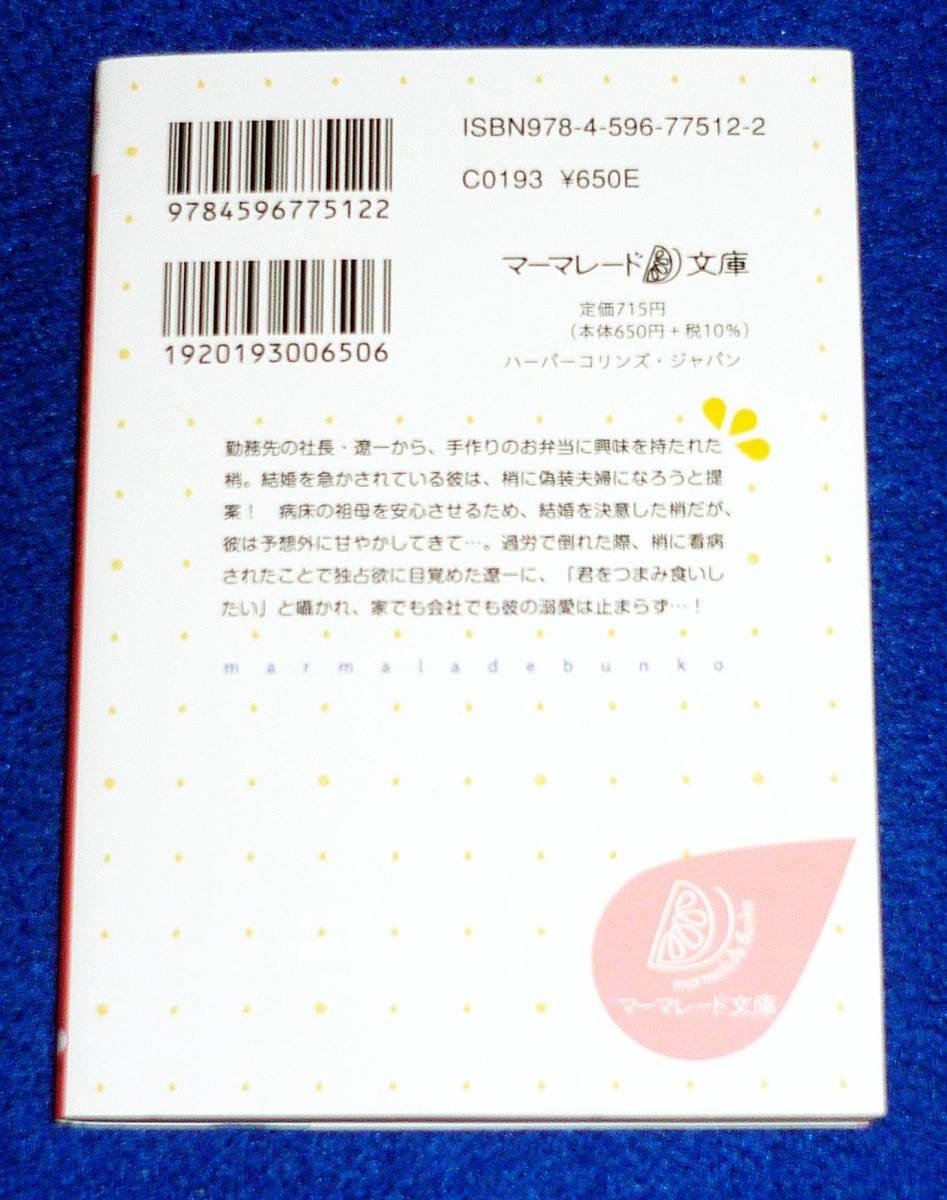 ISBN978-4-596-77512-2
C0193 ¥650E
9784596775122
1920193006506
マーマレード文庫
定価715円
(本体650円+税10%)
ハーパーコリンズ・ジャパン
勤務先の社長・遼一から、手作りのお弁当に興味を持たれた
梢。結婚を急かされている彼は、梢に偽装夫婦になろうと提
案! 病床の祖母を安心させるため、結婚を決意した梢だが、
彼は予想外に甘やかしてきて…。過労で倒れた際、梢に看病
されたことで独占欲に目覚めた遼一に、「君をつまみ食いし
たい」と囁かれ、家でも会社でも彼の溺愛は止まらず…!
marmaladebunko
marmalade bunko
マーマレード文庫